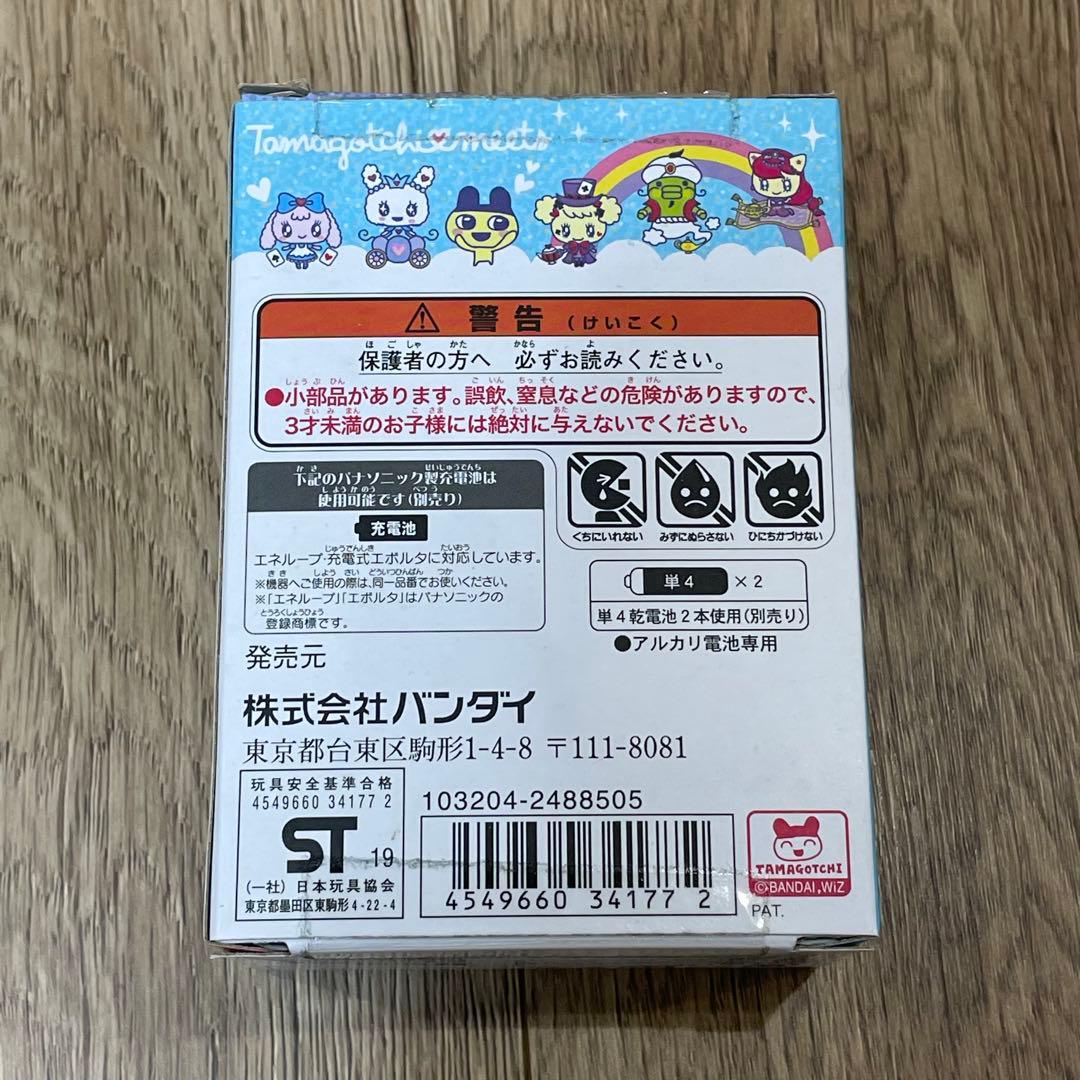 Tamagotchi meets
警告 (けいこく)
保護者の方へ 必ずお読みください。
●小部品があります。誤飲、窒息などの危険がありますので、
3才未満のお子様には絶対に与えないでください。
下記のパナソニック製充電池は
使用可能です(別売り)
充電池
エネループ・充電式エボルタに対応しています。
※機器へご使用の際は、同一品番でお使いください。
※「エネループ」「エボルタ」はパナソニックの
登録商標です。
くちにいれない みずにぬらさない ひにちかづけない
単4 ×2
単4乾電池2本使用(別売り)
●アルカリ電池専用
発売元
株式会社バンダイ
東京都台東区駒形1-4-8 〒111-8081
玩具安全基準合格
4549660 34177 2
ST 19
(一社)日本玩具協会
東京都墨田区東駒形4-22-4
103204-2488505
4549660 341772
TAMAGOTCHI
©BANDAI,WiZ
PAT.